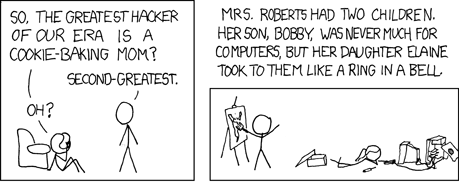 SO, THE GREATEST HACKER
OF OUR ERA IS A
COOKIE-BAKING MOM?
SECOND-GREATEST.
OH?
MRS. ROBERTS HAD TWO CHILDREN.
HER SON, BOBBY, WAS NEVER MUCH FOR
COMPUTERS, BUT HER DAUGHTER ELAINE
TOOK TO THEM LIKE A RING IN A BELL.